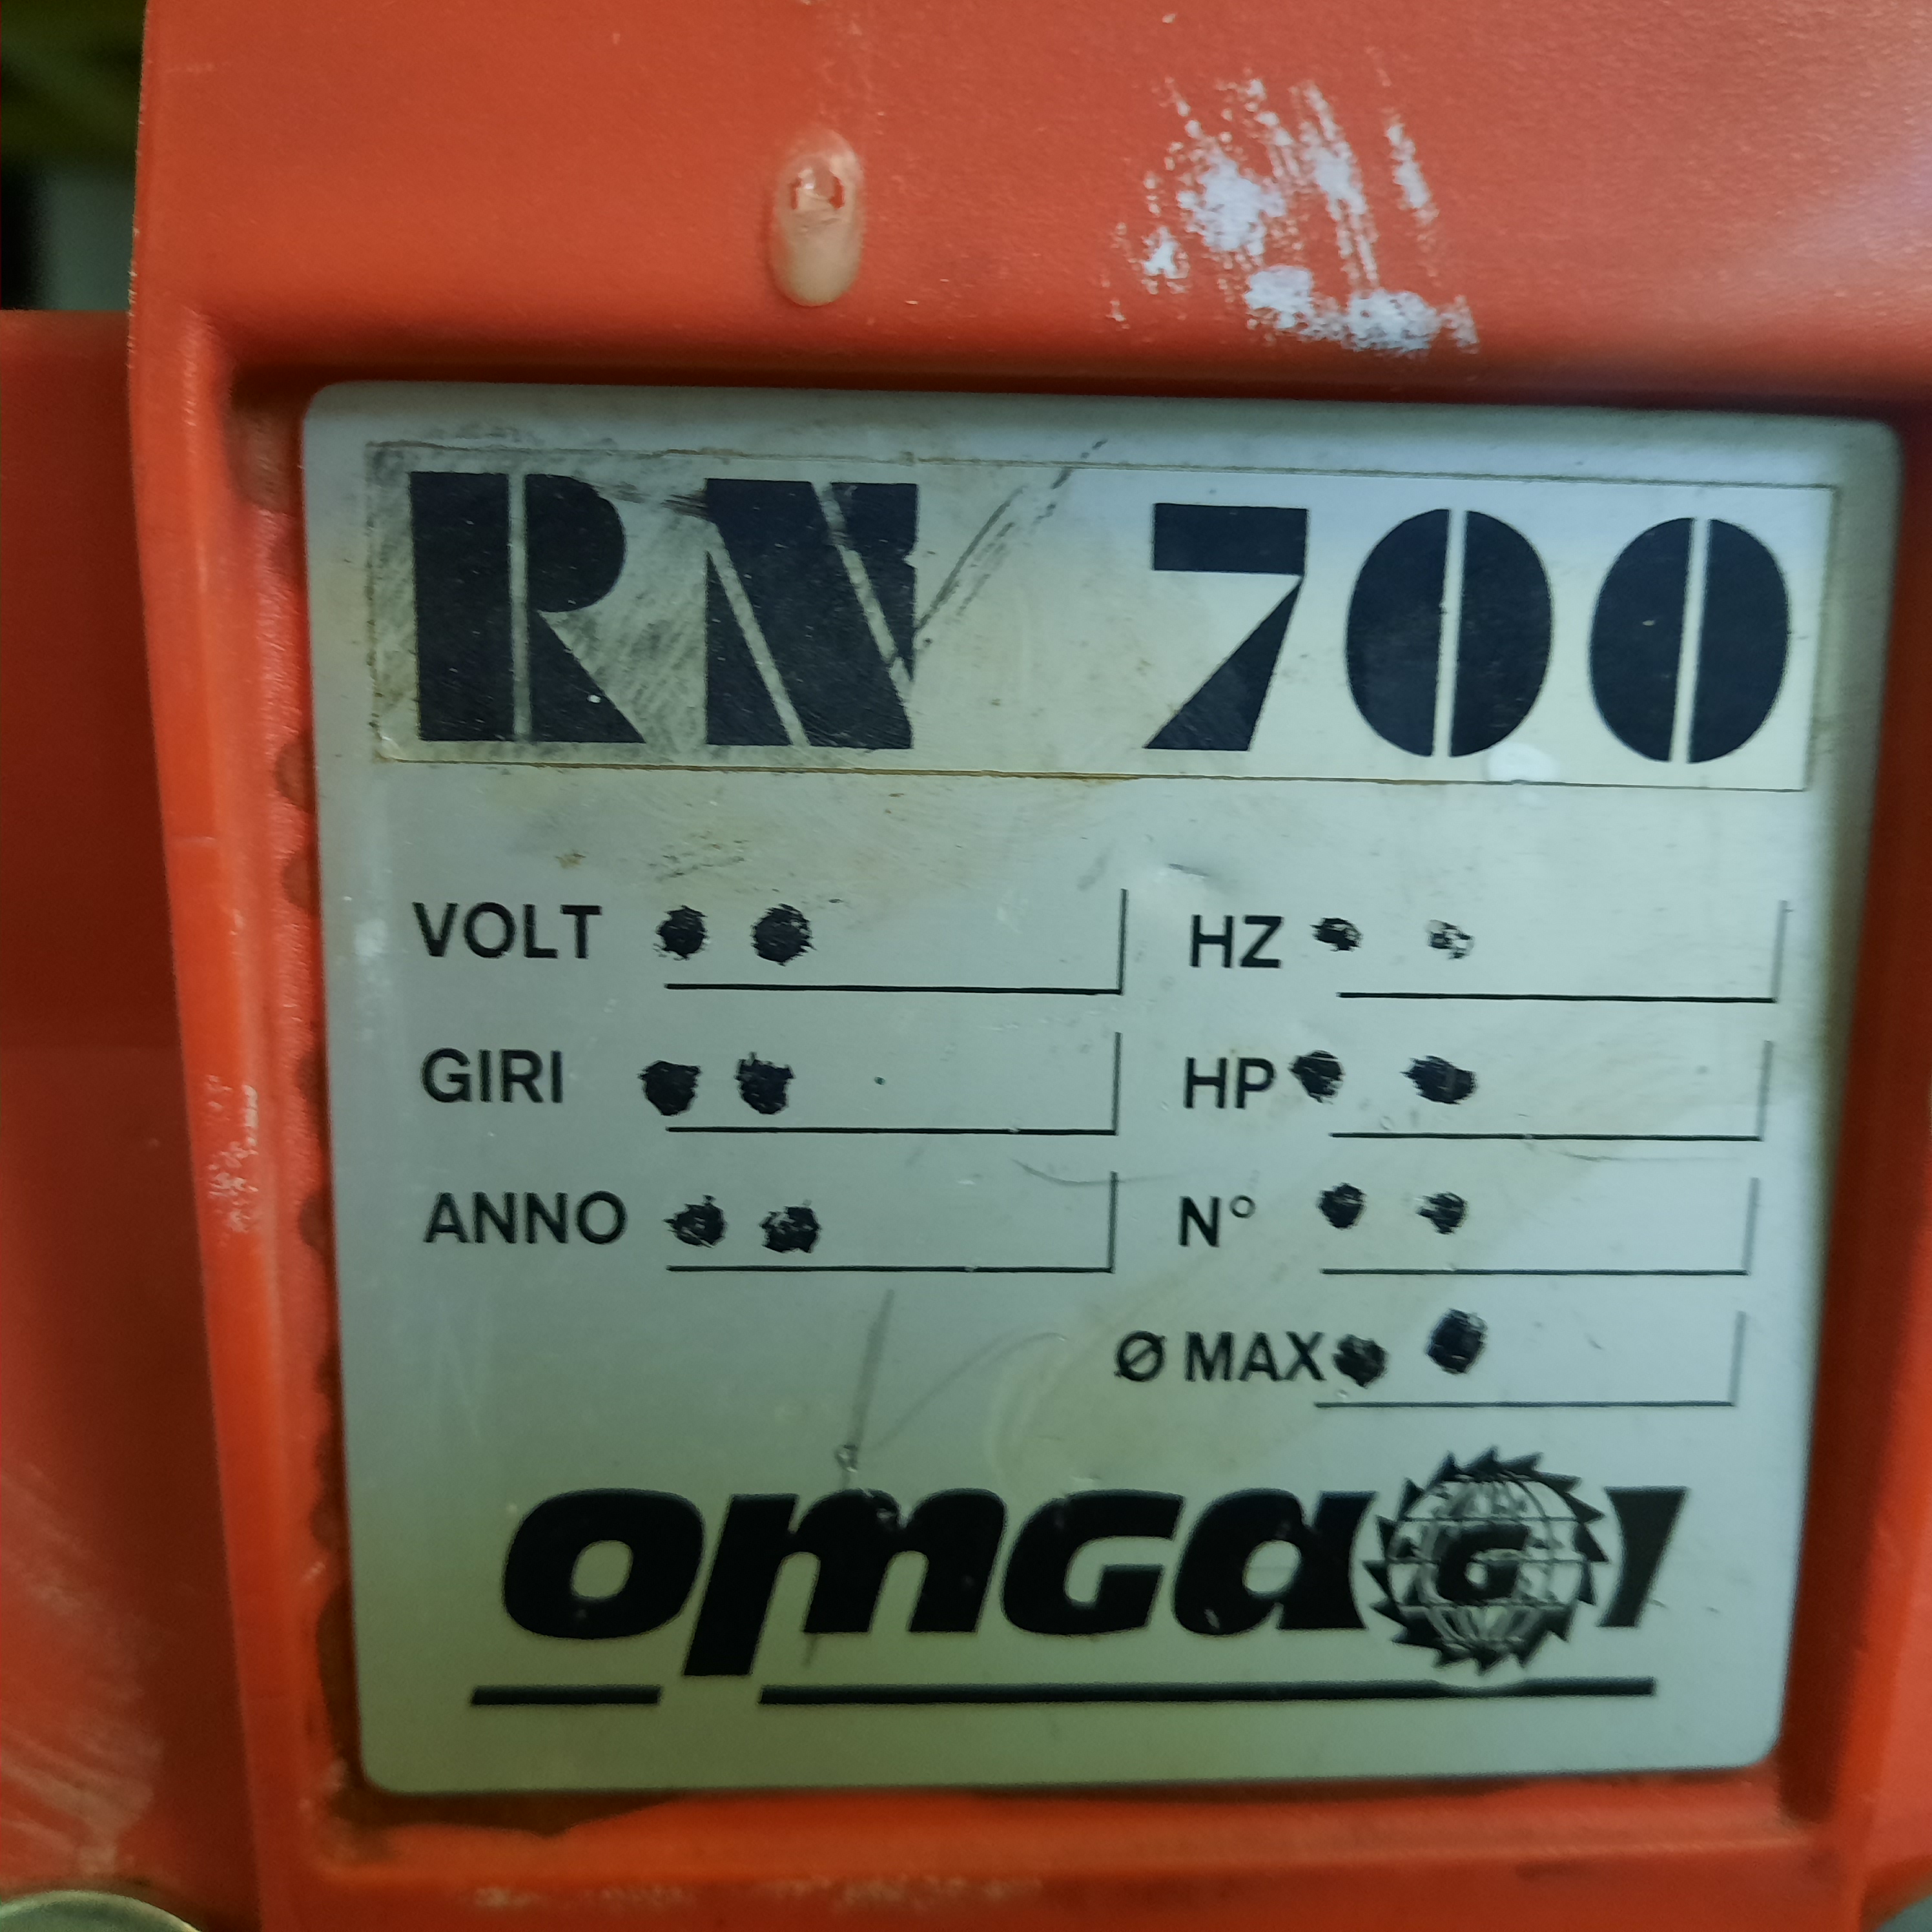 RN 700
VOLT HZ
GIRI HP
ANNO N°
Ø MAX
omga G